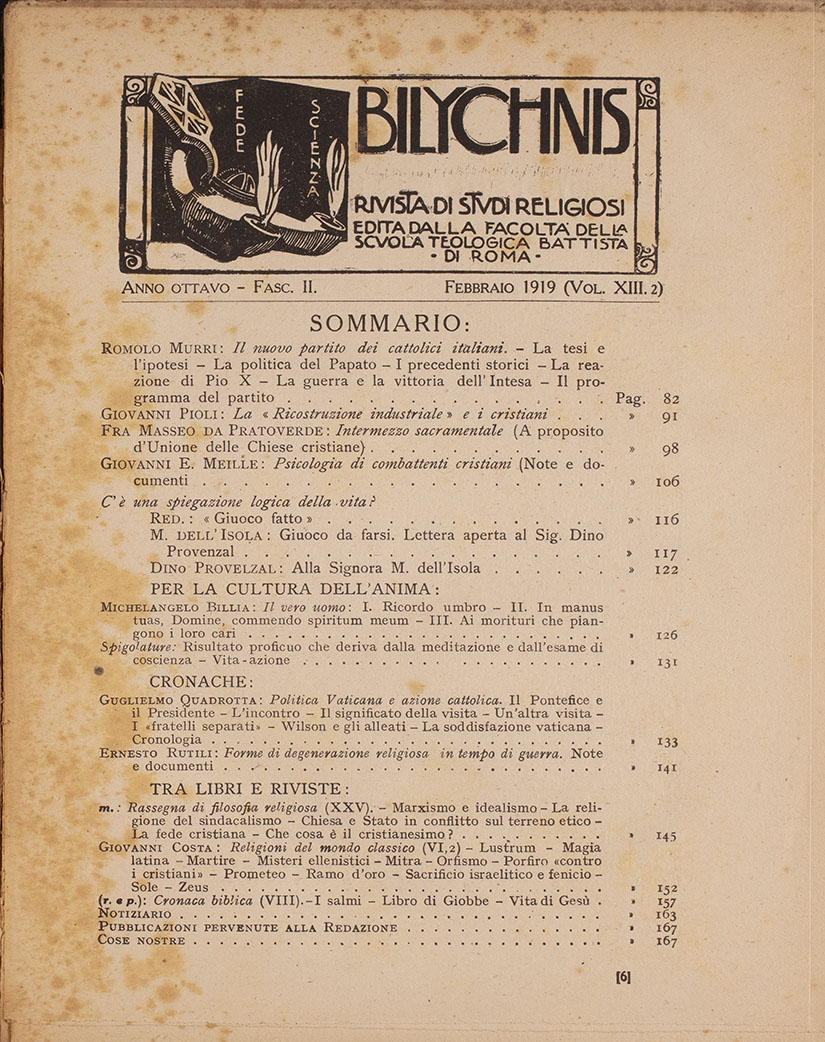 FEDE
SCIENZA
BILYCHNIS
RIVISTA DI STVDI RELIGIOSI
EDITA DALLA FACOLTA' DELLA
SCVOLA TEOLOGICA BATTISTA
· DI ROMA ·
ANNO OTTAVO – FASC. II.
FEBBRAIO 1919 (VOL. XIII. 2)
SOMMARIO:
ROMOLO MURRI: Il nuovo partito dei cattolici italiani. – La tesi e
l'ipotesi – La politica del Papato – I precedenti storici – La rea-
zione di Pio X – La guerra e la vittoria dell'Intesa – Il pro-
gramma del partito . . . . . . . . . . . . . . . . . . . Pag. 82
GIOVANNI PIOLI: La « Ricostruzione industriale » e i cristiani . . . » 91
FRA MASSEO DA PRATOVERDE: Intermezzo sacramentale (A proposito
d'Unione delle Chiese cristiane) . . . . . . . . . . . . . » 98
GIOVANNI E. MEILLE: Psicologia di combattenti cristiani (Note e do-
cumenti . . . . . . . . . . . . . . . . . . . . . . » 106
C'è una spiegazione logica della vita?
RED.: « Giuoco fatto » . . . . . . . . . . . . . . . » 116
M. DELL'ISOLA: Giuoco da farsi. Lettera aperta al Sig. Dino
Provenzal . . . . . . . . . . . . . . . . . . . . » 117
DINO PROVELZAL: Alla Signora M. dell'Isola . . . . . . » 122
PER LA CULTURA DELL'ANIMA:
MICHELANGELO BILLIA: Il vero uomo: I. Ricordo umbro – II. In manus
tuas, Domine, commendo spiritum meum – III. Ai morituri che pian-
gono i loro cari . . . . . . . . . . . . . . . . . . . . . » 126
Spigolature: Risultato proficuo che deriva dalla meditazione e dall'esame di
coscienza – Vita-azione . . . . . . . . . . . . . . . . . . » 131
CRONACHE:
GUGLIELMO QUADROTTA: Politica Vaticana e azione cattolica. Il Pontefice e
il Presidente – L'incontro – Il significato della visita – Un'altra visita –
I «fratelli separati» – Wilson e gli alleati – La soddisfazione vaticana –
Cronologia . . . . . . . . . . . . . . . . . . . . . . . » 133
ERNESTO RUTILI: Forme di degenerazione religiosa in tempo di guerra. Note
e documenti . . . . . . . . . . . . . . . . . . . . . . . » 141
TRA LIBRI E RIVISTE:
m.: Rassegna di filosofia religiosa (XXV). – Marxismo e idealismo – La reli-
gione del sindacalismo – Chiesa e Stato in conflitto sul terreno etico –
La fede cristiana – Che cosa è il cristianesimo? . . . . . . . . . » 145
GIOVANNI COSTA: Religioni del mondo classico (VI, 2) – Lustrum – Magia
latina – Martire – Misteri ellenistici – Mitra – Orfismo – Porfiro «contro
i cristiani» – Prometeo – Ramo d'oro – Sacrificio israelitico e fenicio –
Sole – Zeus . . . . . . . . . . . . . . . . . . . . . . . » 152
(r. e p.): Cronaca biblica (VIII). – I salmi – Libro di Giobbe – Vita di Gesù . » 157
NOTIZIARIO . . . . . . . . . . . . . . . . . . . . . . . . . » 163
PUBBLICAZIONI PERVENUTE ALLA REDAZIONE . . . . . . . . . . . . » 167
COSE NOSTRE . . . . . . . . . . . . . . . . . . . . . . . . » 167
[6]